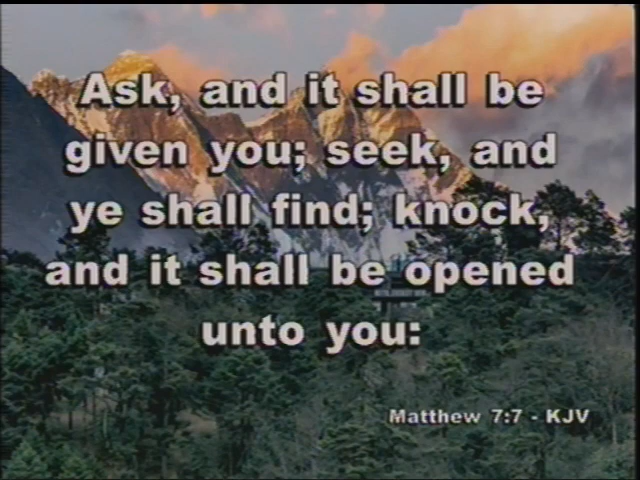 Ask, and it shall be
given you; seek, and
ye shall find; knock,
and it shall be opened
unto you:
Matthew 7:7 - KJV